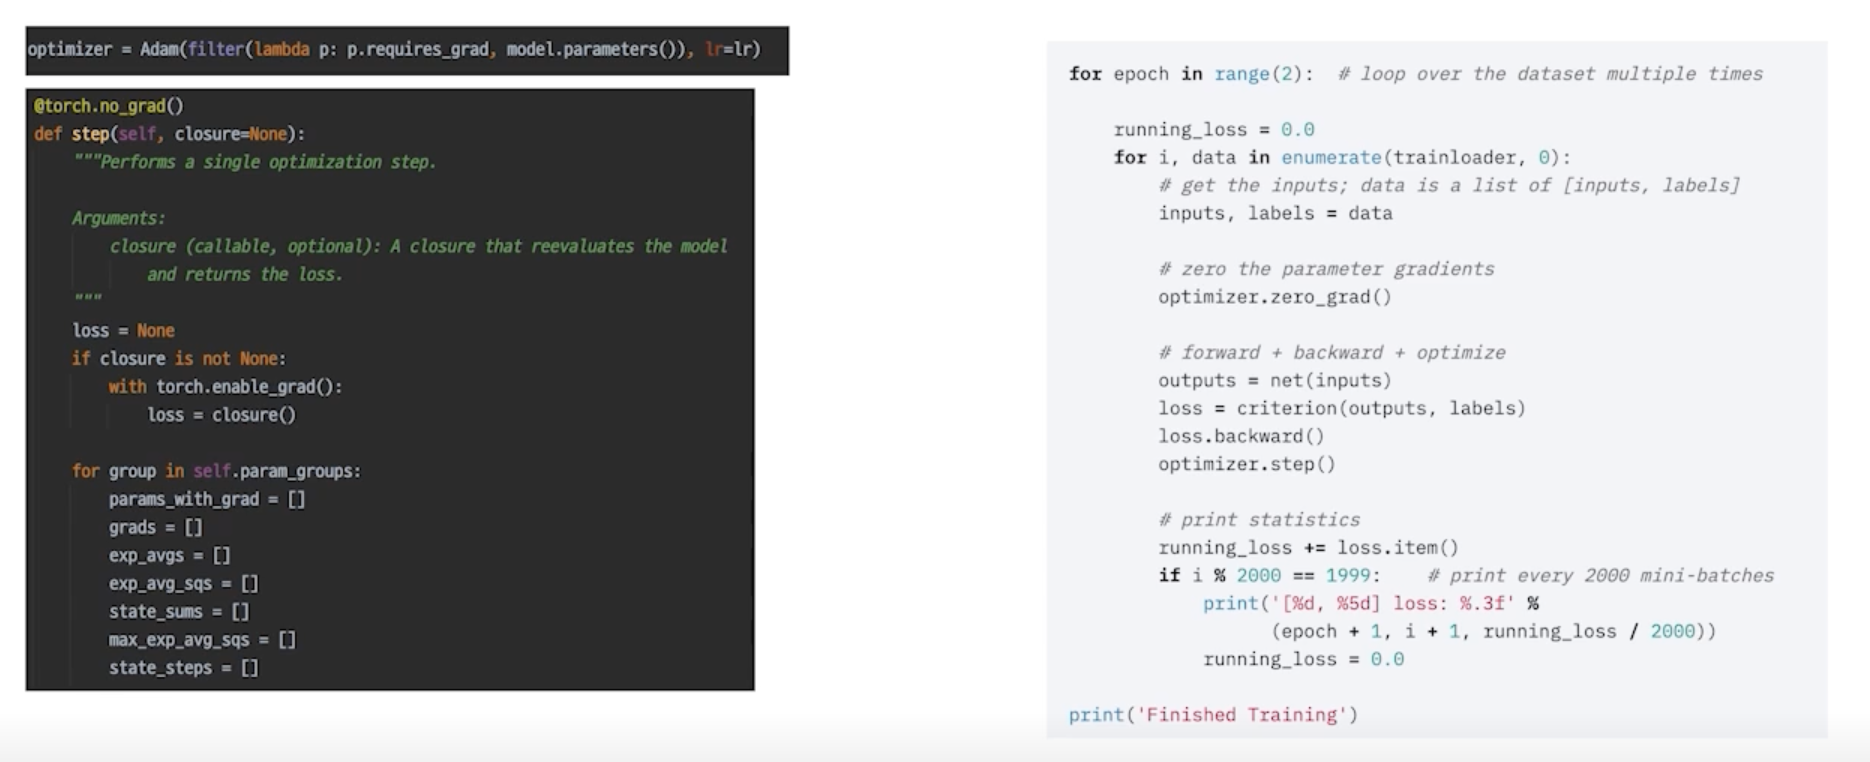 optimizer = Adam(filter(lambda p: p.requires_grad, model.parameters()), lr=lr)
@torch.no_grad()
def step(self, closure=None):
    """Performs a single optimization step.

    Arguments:
        closure (callable, optional): A closure that reevaluates the model
            and returns the loss.
    """
    loss = None
    if closure is not None:
        with torch.enable_grad():
            loss = closure()

    for group in self.param_groups:
        params_with_grad = []
        grads = []
        exp_avgs = []
        exp_avg_sqs = []
        state_sums = []
        max_exp_avg_sqs = []
        state_steps = []
for epoch in range(2):  # loop over the dataset multiple times

    running_loss = 0.0
    for i, data in enumerate(trainloader, 0):
        # get the inputs; data is a list of [inputs, labels]
        inputs, labels = data

        # zero the parameter gradients
        optimizer.zero_grad()

        # forward + backward + optimize
        outputs = net(inputs)
        loss = criterion(outputs, labels)
        loss.backward()
        optimizer.step()

        # print statistics
        running_loss += loss.item()
        if i % 2000 == 1999:    # print every 2000 mini-batches
            print('[%d, %5d] loss: %.3f' %
                  (epoch + 1, i + 1, running_loss / 2000))
            running_loss = 0.0

print('Finished Training')